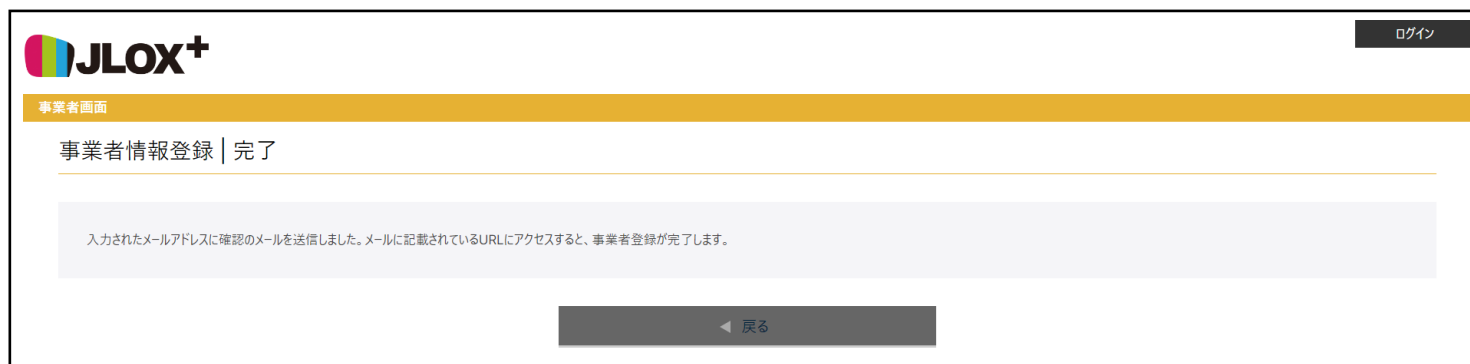 ログイン
JLOX+
事業者画面
事業者情報登録 | 完了
入力されたメールアドレスに確認のメールを送信しました。メールに記載されているURLにアクセスすると、事業者登録が完了します。
◀ 戻る